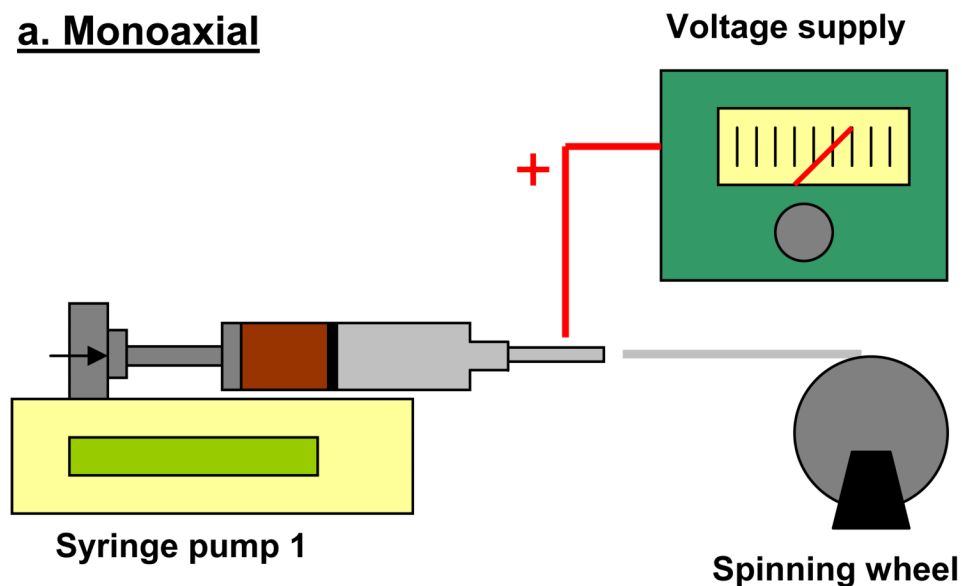 a. Monoaxial
Voltage supply
+
Syringe pump 1
Spinning wheel